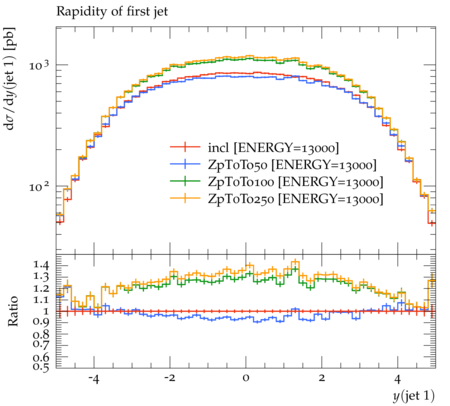 Rapidity of first jet
dσ/dy(jet 1) [pb]
10³
10²
incl [ENERGY=13000]
ZpToTo50 [ENERGY=13000]
ZpToTo100 [ENERGY=13000]
ZpToTo250 [ENERGY=13000]
Ratio
1.4
1.3
1.2
1.1
1
0.9
0.8
0.7
0.6
0.5
-4 -2 0 2 4
y(jet 1)